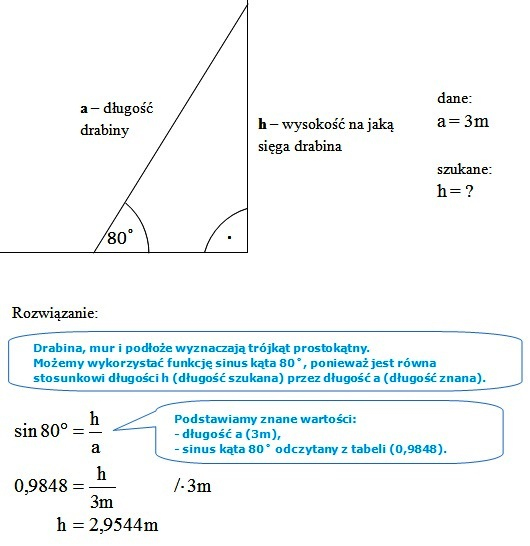 a – długość
drabiny
h – wysokość na jaką
sięga drabina
dane:
a = 3m
szukane:
h = ?
80°
Rozwiązanie:
Drabina, mur i podłoże wyznaczają trójkąt prostokątny.
Możemy wykorzystać funkcję sinus kąta 80°, ponieważ jest równa
stosunkowi długości h (długość szukana) przez długość a (długość znana).
sin 80° = h/a
Podstawiamy znane wartości:
- długość a (3m),
- sinus kąta 80° odczytany z tabeli (0,9848).
0,9848 = h/3m /·3m
h = 2,9544m